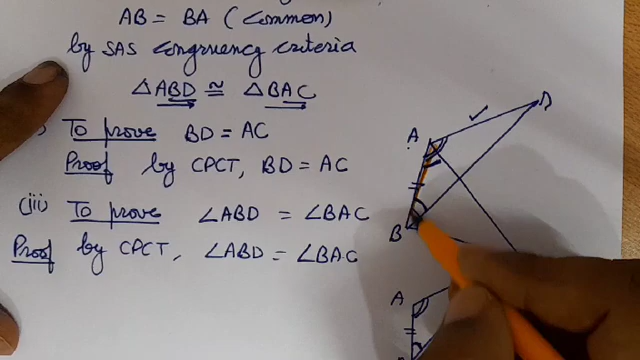 AB = BA (Common)
by SAS Congruency Criteria
△ABD ≅ △BAC
) To prove BD = AC
Proof by CPCT, BD = AC
(iii) To prove ∠ABD = ∠BAC
Proof by CPCT, ∠ABD = ∠BAC
A
D
B
A